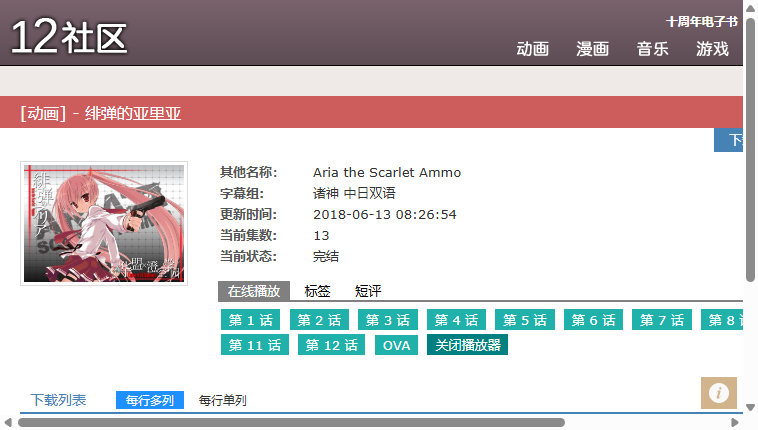 十周年电子书
12社区
动画 漫画 音乐 游戏
[动画] - 绯弹的亚里亚
其他名称: Aria the Scarlet Ammo
字幕组: 诸神 中日双语
更新时间: 2018-06-13 08:26:54
当前集数: 13
当前状态: 完结
绯弹のアリア
在线播放 标签 短评
第 1 话 第 2 话 第 3 话 第 4 话 第 5 话 第 6 话 第 7 话 第 8
第 11 话 第 12 话 OVA 关闭播放器
下载列表 每行多列 每行单列